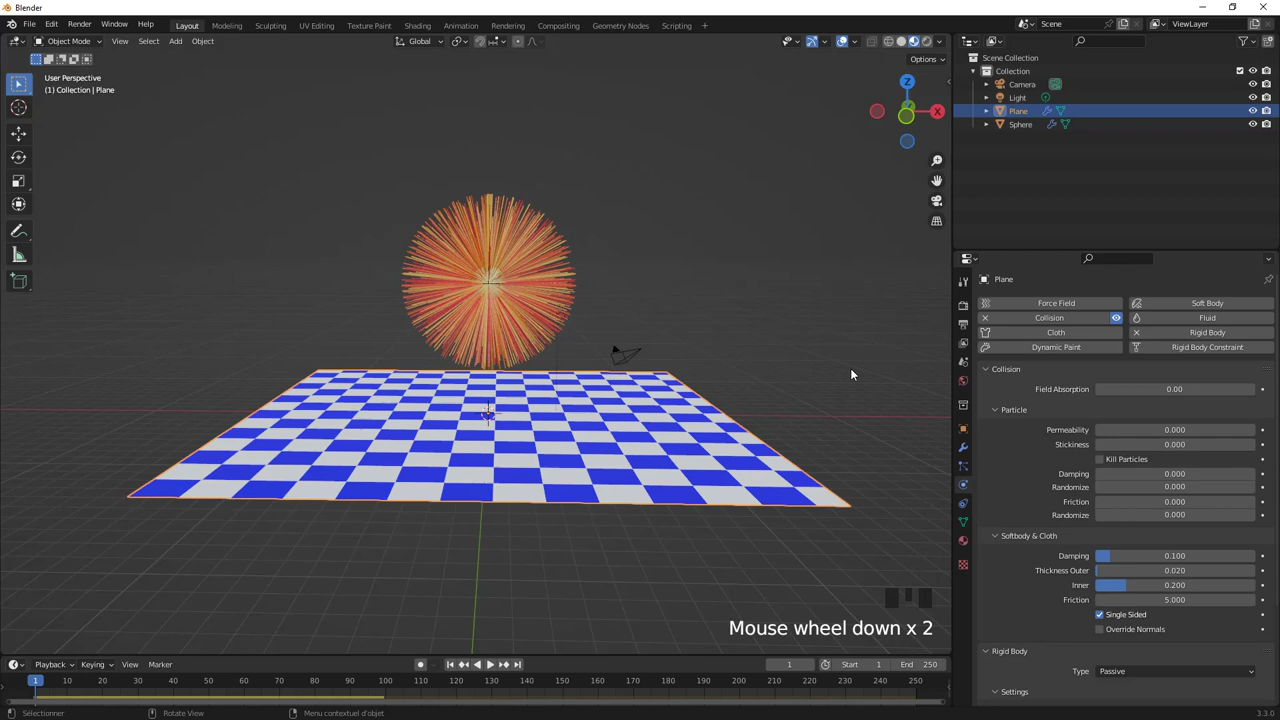 Blender
File Edit Render Window Help Layout Modeling Sculpting UV Editing Texture Paint Shading Animation Rendering Compositing Geometry Nodes Scripting + Scene ViewLayer
Object Mode View Select Add Object Global
Options
User Perspective
(1) Collection | Plane
Z
X
Scene Collection
Collection
Camera
Light
Plane
Sphere
Plane
Force Field Soft Body
Collision Fluid
Cloth Rigid Body
Dynamic Paint Rigid Body Constraint
Collision
Field Absorption 0.00
Particle
Permeability 0.000
Stickiness 0.000
Kill Particles
Damping 0.000
Randomize 0.000
Friction 0.000
Randomize 0.000
Softbody & Cloth
Damping 0.100
Thickness Outer 0.020
Inner 0.200
Friction 5.000
Single Sided
Override Normals
Rigid Body
Type Passive
Settings
Mouse wheel down x 2
Playback Keying View Marker 1 Start 1 End 250
1 10 20 30 40 50 60 70 80 90 100 110 120 130 140 150 160 170 180 190 200 210 220 230 240 250
Sélectionner Rotate View Menu contextuel d'objet 3.3.0